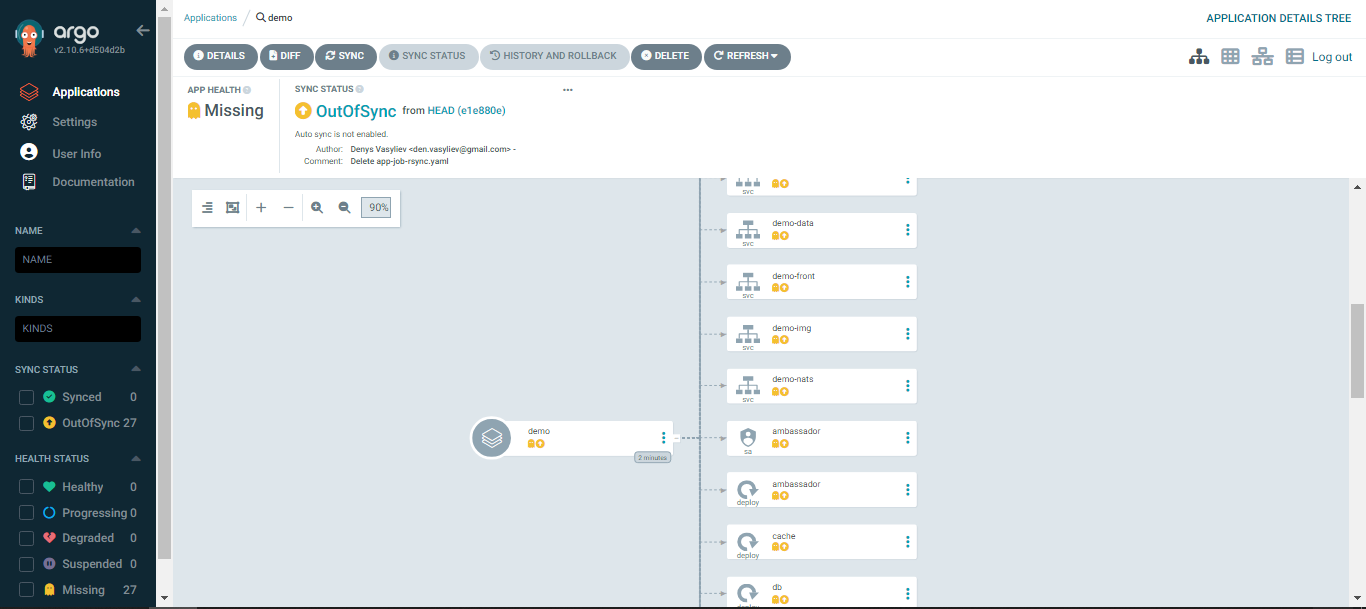 argo
v2.10.6+d504d2b
Applications
Settings
User Info
Documentation
NAME
NAME
KINDS
KINDS
SYNC STATUS
Synced 0
OutOfSync 27
HEALTH STATUS
Healthy 0
Progressing 0
Degraded 0
Suspended 0
Missing 27
Applications / demo
APPLICATION DETAILS TREE
DETAILS
DIFF
SYNC
SYNC STATUS
HISTORY AND ROLLBACK
DELETE
REFRESH
Log out
APP HEALTH
Missing
SYNC STATUS
OutOfSync from HEAD (e1e880e)
Auto sync is not enabled.
Author: Denys Vasyliev <den.vasyliev@gmail.com> -
Comment: Delete app-job-rsync.yaml
90%
demo
2 minutes
svc
demo-data
svc
demo-front
svc
demo-img
svc
demo-nats
svc
ambassador
sa
ambassador
deploy
cache
deploy
db
deploy